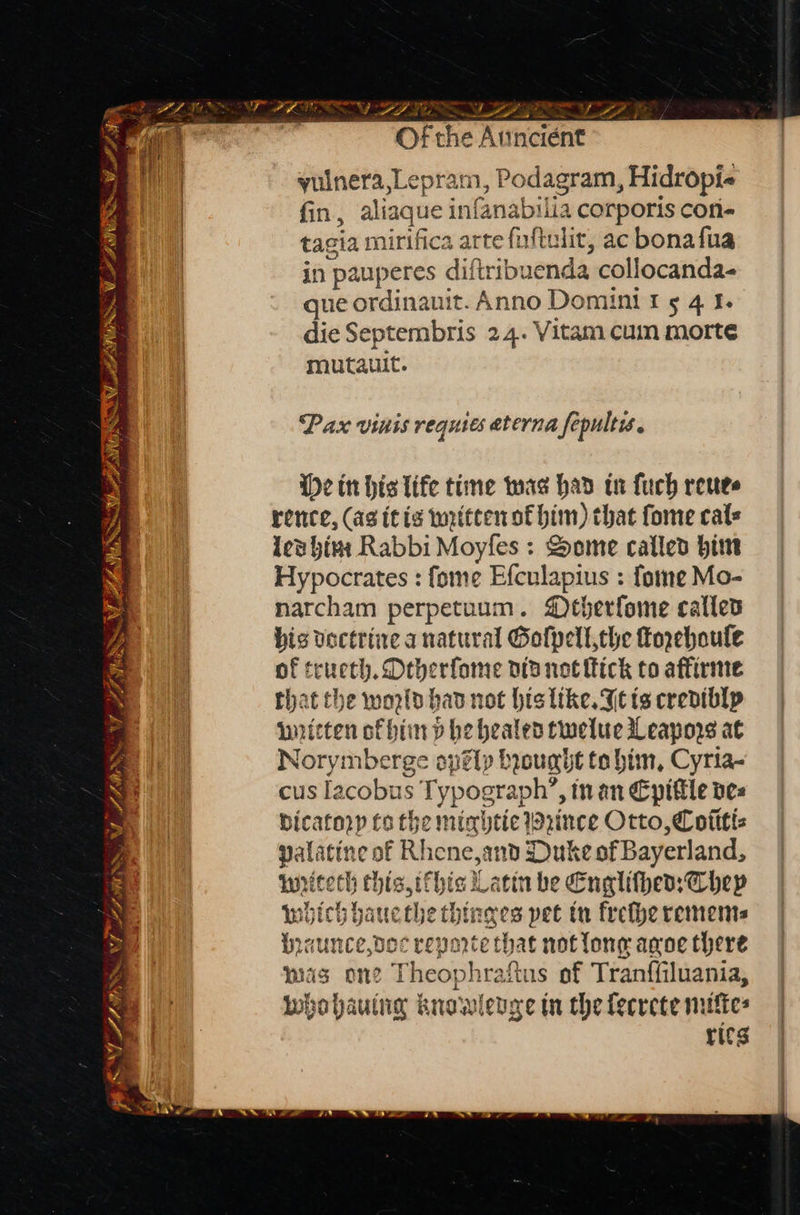 Of the Aunciént
vulnera,Lepram, Podagram, Hidropi-
ſin, aliaque inſanabilia corporis con-
tagia mirifica arte ſuſtulit, ac bona ſua
in pauperes diſtribuenda collocanda-
que ordinauit. Anno Domini 1 5 4 1.
die Septembris 24. Vitam cum morte
mutauit.
Pax viuis requies æterna ſepultis.
He in his life time was had in ſuch reue-
rence, (as it is written of him) that ſome cal-
led him Rabbi Moyſes : Some called him
Hypocrates : ſome Eſculapius : ſome Mo-
narcham perpetuum. Otherſome called
his doctrine a natural Goſpell,the ſtorehouſe
of trueth. Otherſome did not ſtick to affirme
that the world had not his like. It is credibly
written of him þͭ he healed twelue Leapors at
Norymberge opẽly brought to him, Cyria-
cus Iacobus Typograph’, in an Epiſtle de-
dicatory to the mightie Prince Otto, Coũti-
palatine of Rhene,and Duke of Bayerland,
writeth this,if his Latin be Engliſhed: They
which haue the thinges yet in freſhe remem-
braunce,doe reporte that not long agoe there
was one Theophraſtus of Tranſſiluania,
who hauing knowledge in the ſecrete miſte-
ries